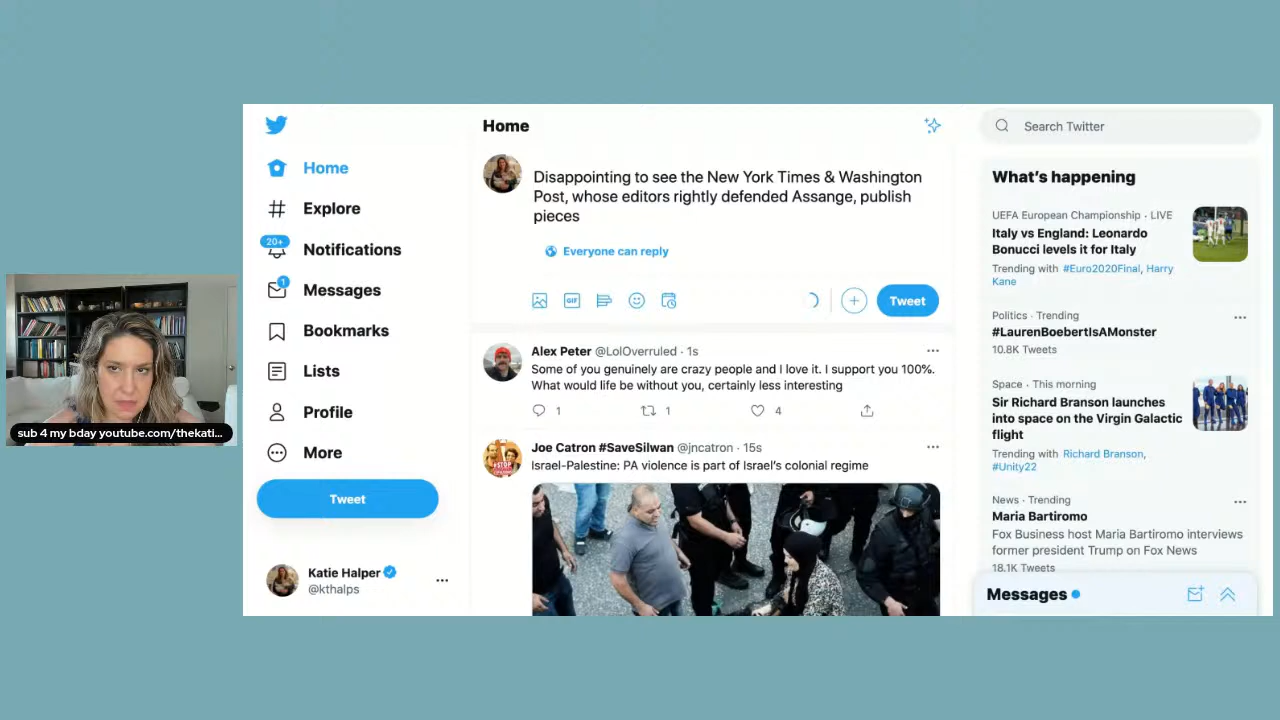 sub 4 my bday youtube.com/thekati...
Home
Explore
20+
Notifications
1
Messages
Bookmarks
Lists
Profile
More
Tweet
Katie Halper
@kthalps
Home
Disappointing to see the New York Times & Washington
Post, whose editors rightly defended Assange, publish
pieces
Everyone can reply
GIF
Tweet
Alex Peter @LolOverruled · 1s
Some of you genuinely are crazy people and I love it. I support you 100%.
What would life be without you, certainly less interesting
1 1 4
Joe Catron #SaveSilwan @jncatron · 15s
Israel-Palestine: PA violence is part of Israel's colonial regime
Search Twitter
What's happening
UEFA European Championship · LIVE
Italy vs England: Leonardo
Bonucci levels it for Italy
Trending with #Euro2020Final, Harry
Kane
Politics · Trending
#LaurenBoebertIsAMonster
10.8K Tweets
Space · This morning
Sir Richard Branson launches
into space on the Virgin Galactic
flight
Trending with Richard Branson,
#Unity22
News · Trending
Maria Bartiromo
Fox Business host Maria Bartiromo interviews
former president Trump on Fox News
18.1K Tweets
Messages